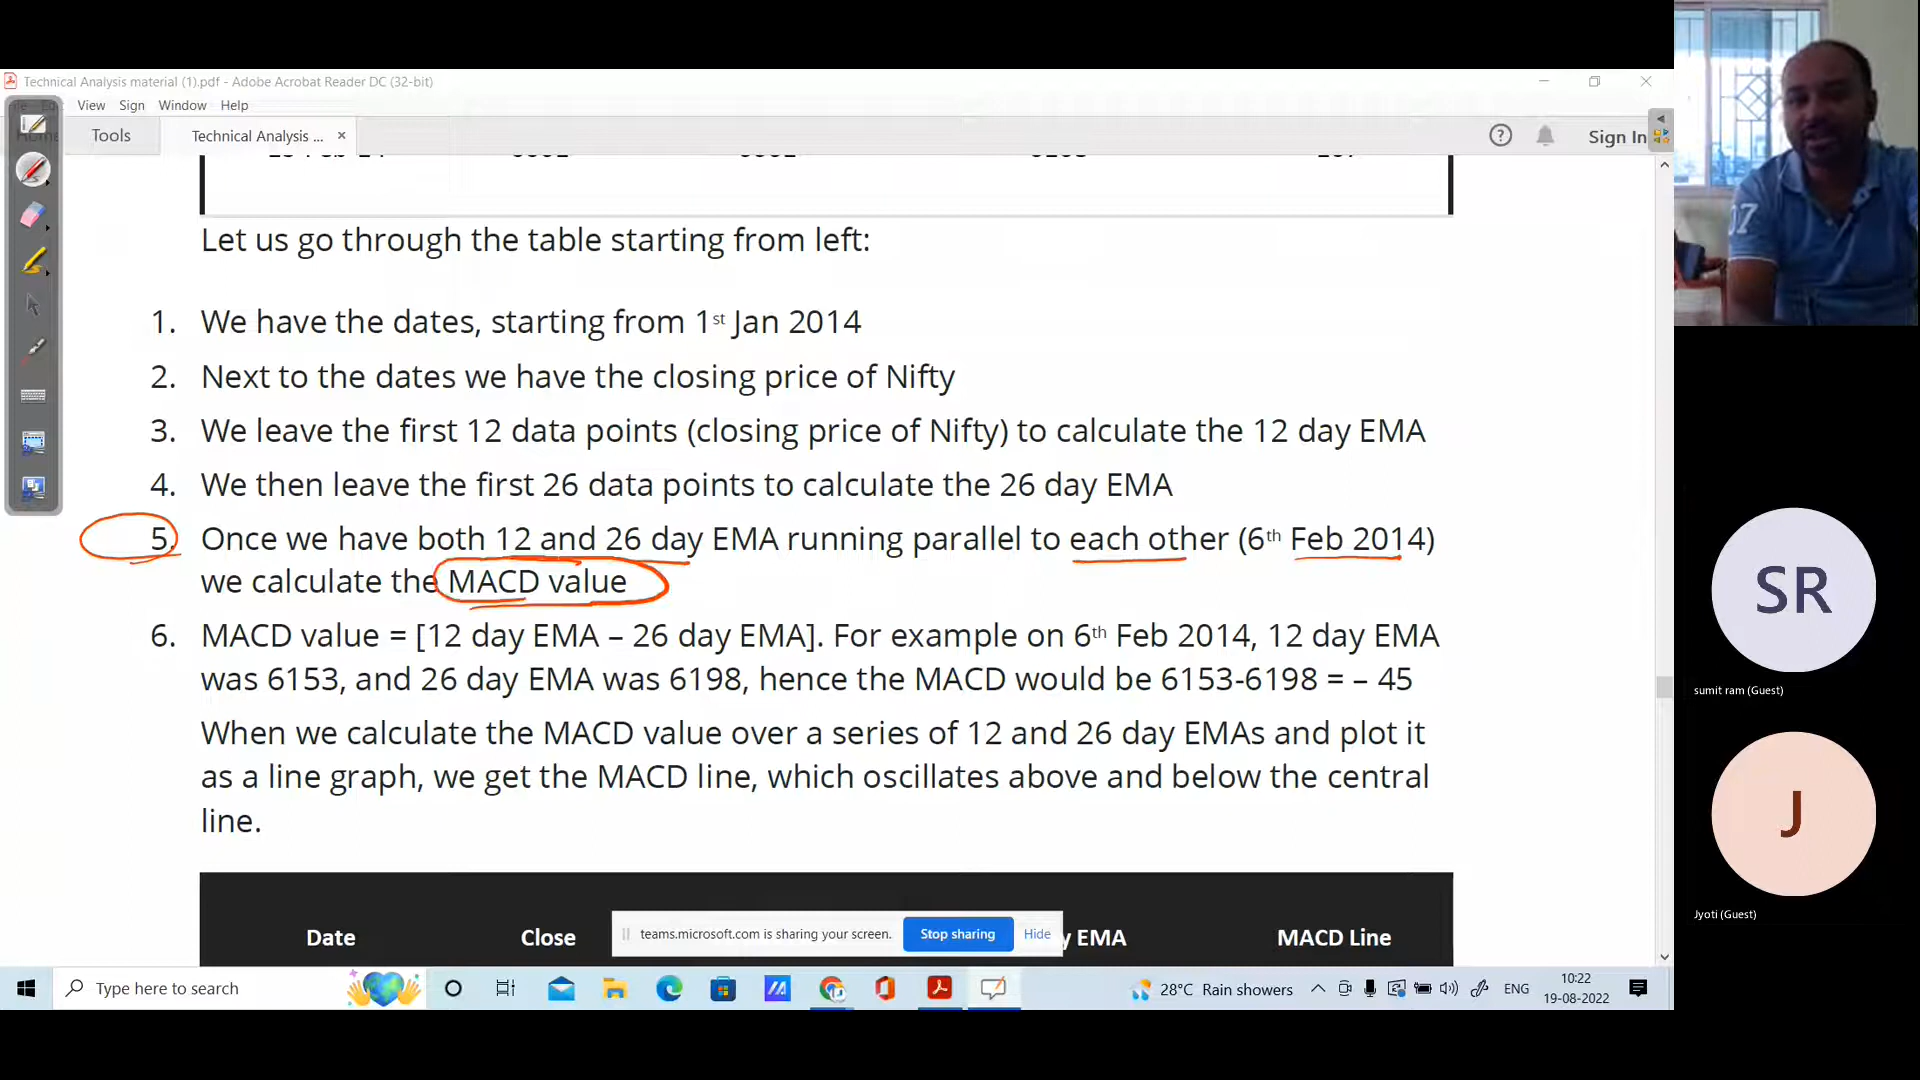 Technical Analysis material (1).pdf - Adobe Acrobat Reader DC (32-bit)
View Sign Window Help
Tools
Technical Analysis ... ×
Sign In
Let us go through the table starting from left:
1. We have the dates, starting from 1st Jan 2014
2. Next to the dates we have the closing price of Nifty
3. We leave the first 12 data points (closing price of Nifty) to calculate the 12 day EMA
4. We then leave the first 26 data points to calculate the 26 day EMA
5. Once we have both 12 and 26 day EMA running parallel to each other (6th Feb 2014)
we calculate the MACD value
6. MACD value = [12 day EMA – 26 day EMA]. For example on 6th Feb 2014, 12 day EMA
was 6153, and 26 day EMA was 6198, hence the MACD would be 6153-6198 = – 45
When we calculate the MACD value over a series of 12 and 26 day EMAs and plot it
as a line graph, we get the MACD line, which oscillates above and below the central
line.
Date Close y EMA MACD Line
teams.microsoft.com is sharing your screen. Stop sharing Hide
Type here to search
28°C Rain showers
ENG
10:22
19-08-2022
07
SR
sumit ram (Guest)
J
Jyoti (Guest)